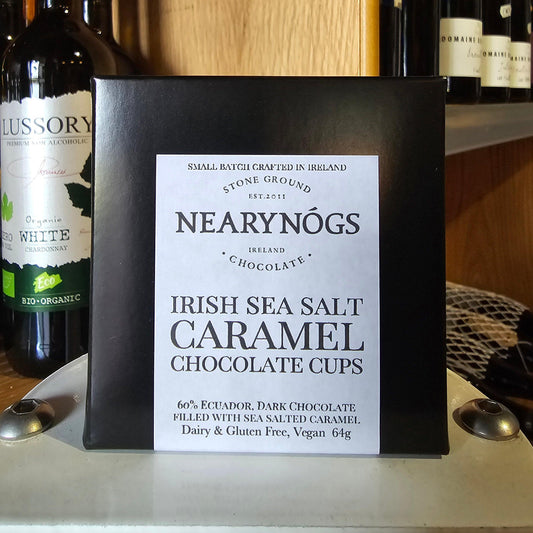 SMALL BATCH CRAFTED IN IRELAND
STONE GROUND
EST.2011
NEARYNÓGS
IRELAND
• CHOCOLATE •
IRISH SEA SALT
CARAMEL
CHOCOLATE CUPS
60% ECUADOR, DARK CHOCOLATE
FILLED WITH SEA SALTED CARAMEL
Dairy & Gluten Free, Vegan 64g
LUSSORY
PREMIUM NON ALCOHOLIC
Organic
WHITE
CHARDONNAY
Eco
BIO-ORGANIC
DOMAINE
DOMAINE